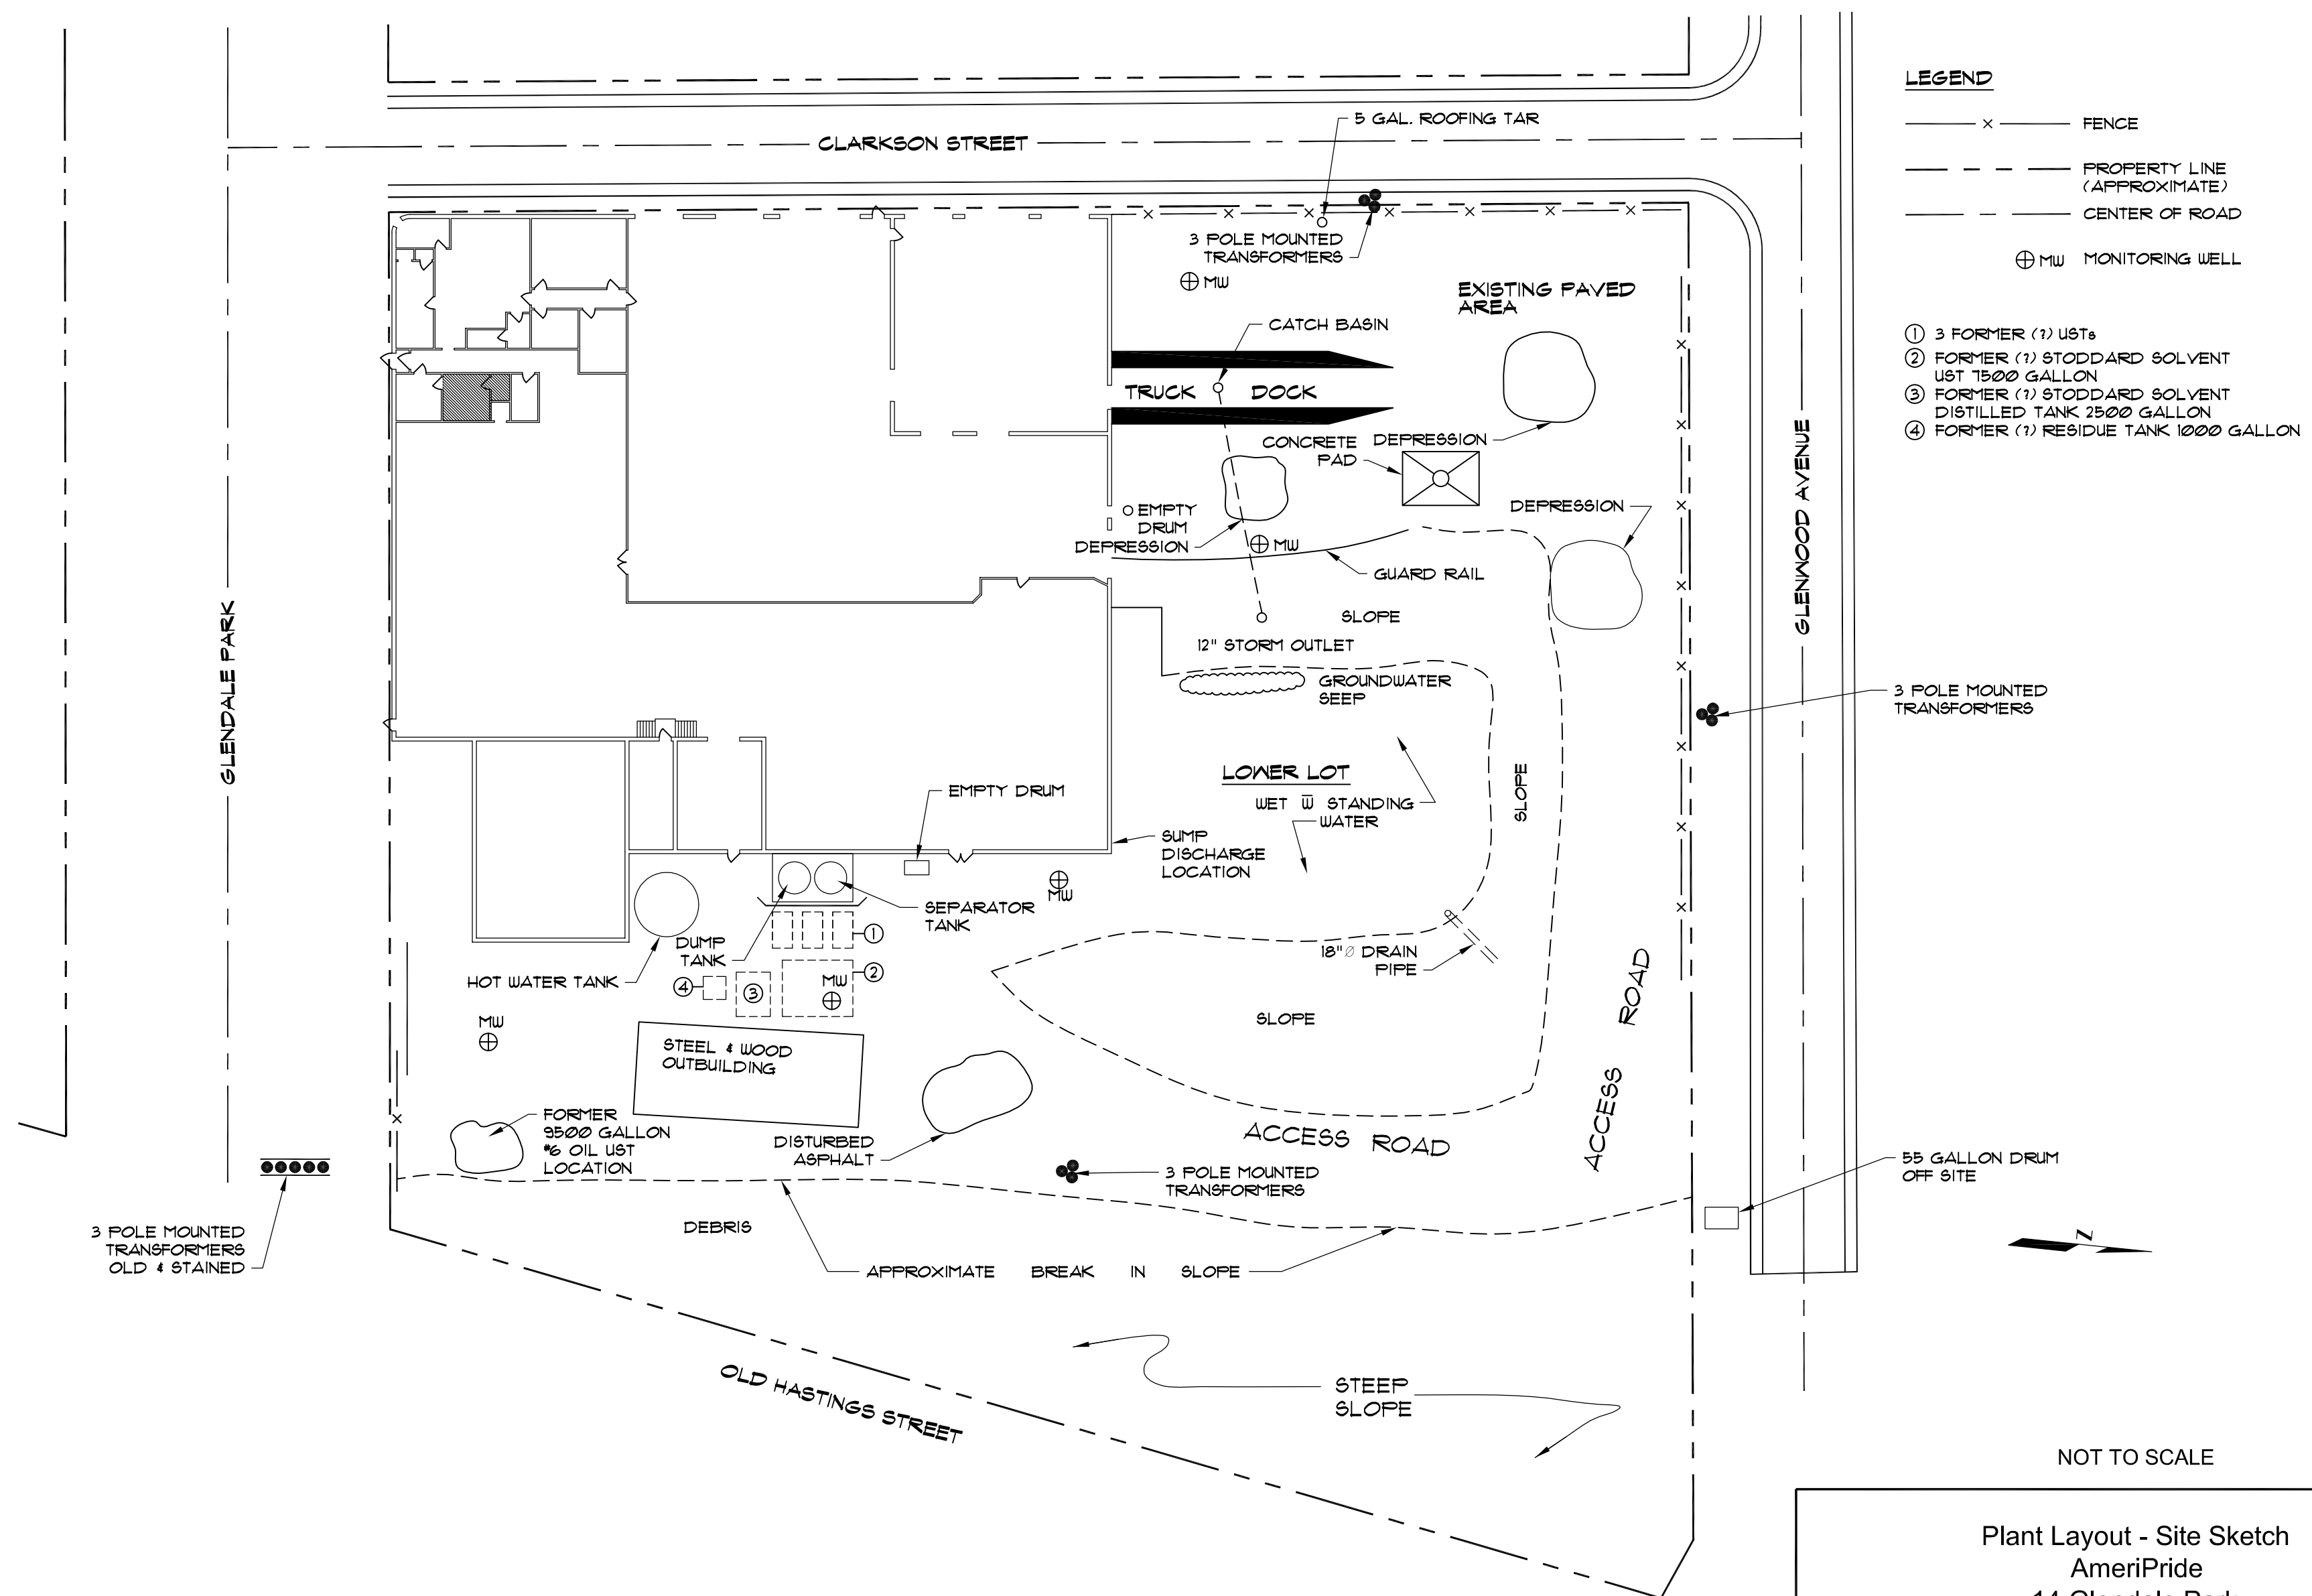 CLARKSON STREET
5 GAL. ROOFING TAR
3 POLE MOUNTED
TRANSFORMERS
MW
EXISTING PAVED
AREA
CATCH BASIN
TRUCK DOCK
CONCRETE
PAD
DEPRESSION
EMPTY
DRUM
DEPRESSION
MW
DEPRESSION
GUARD RAIL
SLOPE
12" STORM OUTLET
GROUNDWATER
SEEP
GLENDALE PARK
GLENWOOD AVENUE
3 POLE MOUNTED
TRANSFORMERS
LOWER LOT
WET W̅ STANDING
WATER
SLOPE
EMPTY DRUM
SUMP
DISCHARGE
LOCATION
MW
SEPARATOR
TANK
DUMP
TANK
HOT WATER TANK
1
2
3
4
MW
MW
18"Ø DRAIN
PIPE
SLOPE
STEEL & WOOD
OUTBUILDING
FORMER
9500 GALLON
#6 OIL UST
LOCATION
DISTURBED
ASPHALT
ACCESS ROAD
ACCESS ROAD
3 POLE MOUNTED
TRANSFORMERS
55 GALLON DRUM
OFF SITE
3 POLE MOUNTED
TRANSFORMERS
OLD & STAINED
DEBRIS
APPROXIMATE BREAK IN SLOPE
OLD HASTINGS STREET
STEEP
SLOPE
LEGEND
X FENCE
PROPERTY LINE
(APPROXIMATE)
CENTER OF ROAD
MW MONITORING WELL
1 3 FORMER (?) USTs
2 FORMER (?) STODDARD SOLVENT
UST 7500 GALLON
3 FORMER (?) STODDARD SOLVENT
DISTILLED TANK 2500 GALLON
4 FORMER (?) RESIDUE TANK 1000 GALLON
N
NOT TO SCALE
Plant Layout - Site Sketch
AmeriPride
14 Glendale Park